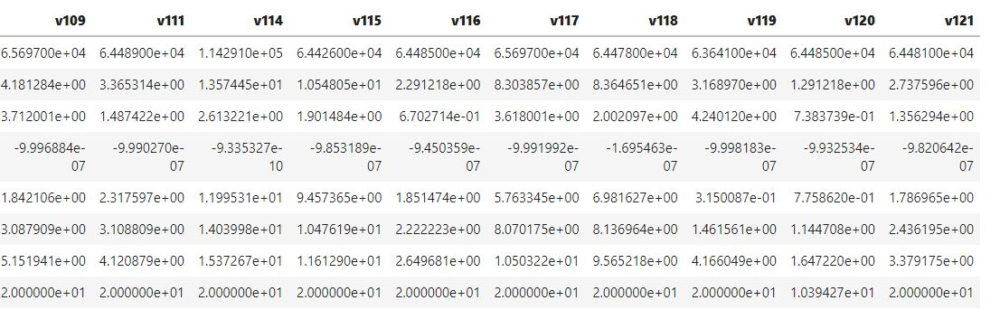 v109 v111 v114 v115 v116 v117 v118 v119 v120 v121
6.569700e+04 6.448900e+04 1.142910e+05 6.442600e+04 6.448500e+04 6.569700e+04 6.447800e+04 6.364100e+04 6.448500e+04 6.448100e+04
4.181284e+00 3.365314e+00 1.357445e+01 1.054805e+01 2.291218e+00 8.303857e+00 8.364651e+00 3.168970e+00 1.291218e+00 2.737596e+00
3.712001e+00 1.487422e+00 2.613221e+00 1.901484e+00 6.702714e-01 3.618001e+00 2.002097e+00 4.240120e+00 7.383739e-01 1.356294e+00
-9.996884e- -9.990270e- -9.335327e- -9.853189e- -9.450359e- -9.991992e- -1.695463e- -9.998183e- -9.932534e- -9.820642e-
07 07 10 07 07 07 07 07 07 07
1.842106e+00 2.317597e+00 1.199531e+01 9.457365e+00 1.851474e+00 5.763345e+00 6.981627e+00 3.150087e-01 7.758620e-01 1.786965e+00
3.087909e+00 3.108809e+00 1.403998e+01 1.047619e+01 2.222223e+00 8.070175e+00 8.136964e+00 1.461561e+00 1.144708e+00 2.436195e+00
5.151941e+00 4.120879e+00 1.537267e+01 1.161290e+01 2.649681e+00 1.050322e+01 9.565218e+00 4.166049e+00 1.647220e+00 3.379175e+00
2.000000e+01 2.000000e+01 2.000000e+01 2.000000e+01 2.000000e+01 2.000000e+01 2.000000e+01 2.000000e+01 1.039427e+01 2.000000e+01